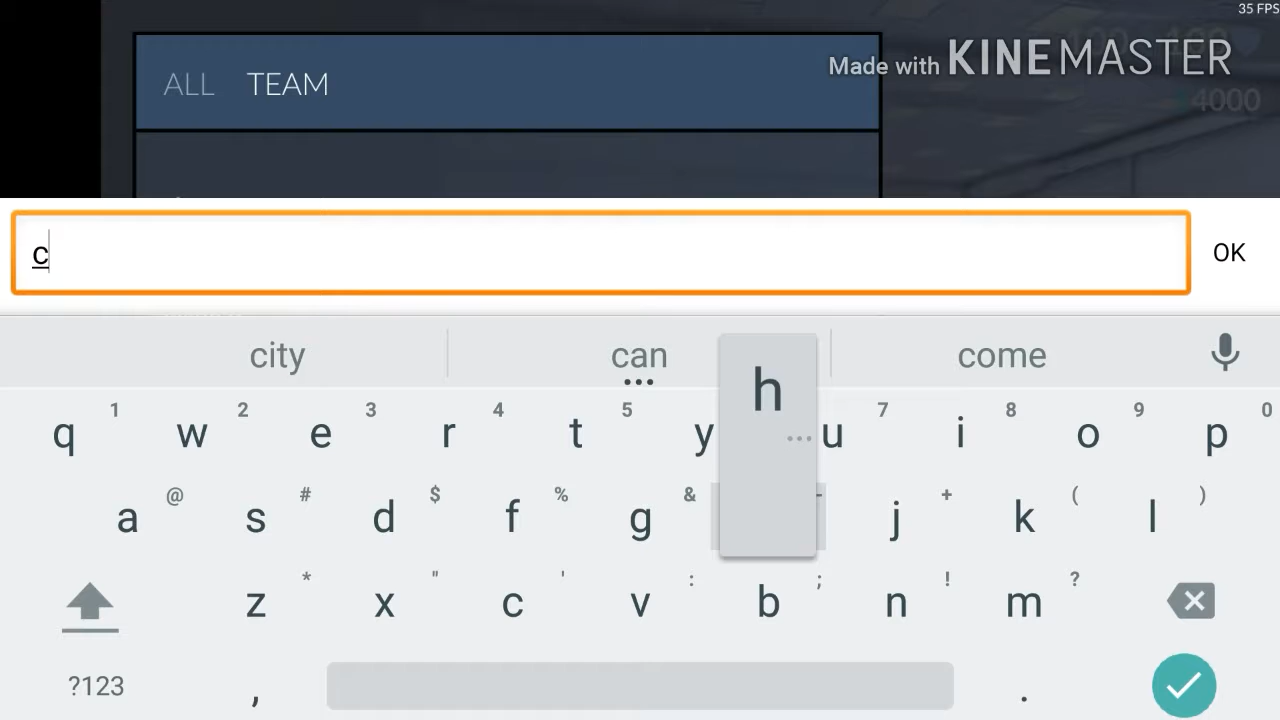 35 FPS
ALL TEAM
Made with KINEMASTER
4000
c
OK
city can come
h
1 2 3 4 5 7 8 9 0
q w e r t y u i o p
@ # $ % & - + ( )
a s d f g j k l
* " ' : ; ! ?
z x c v b n m
?123 , .